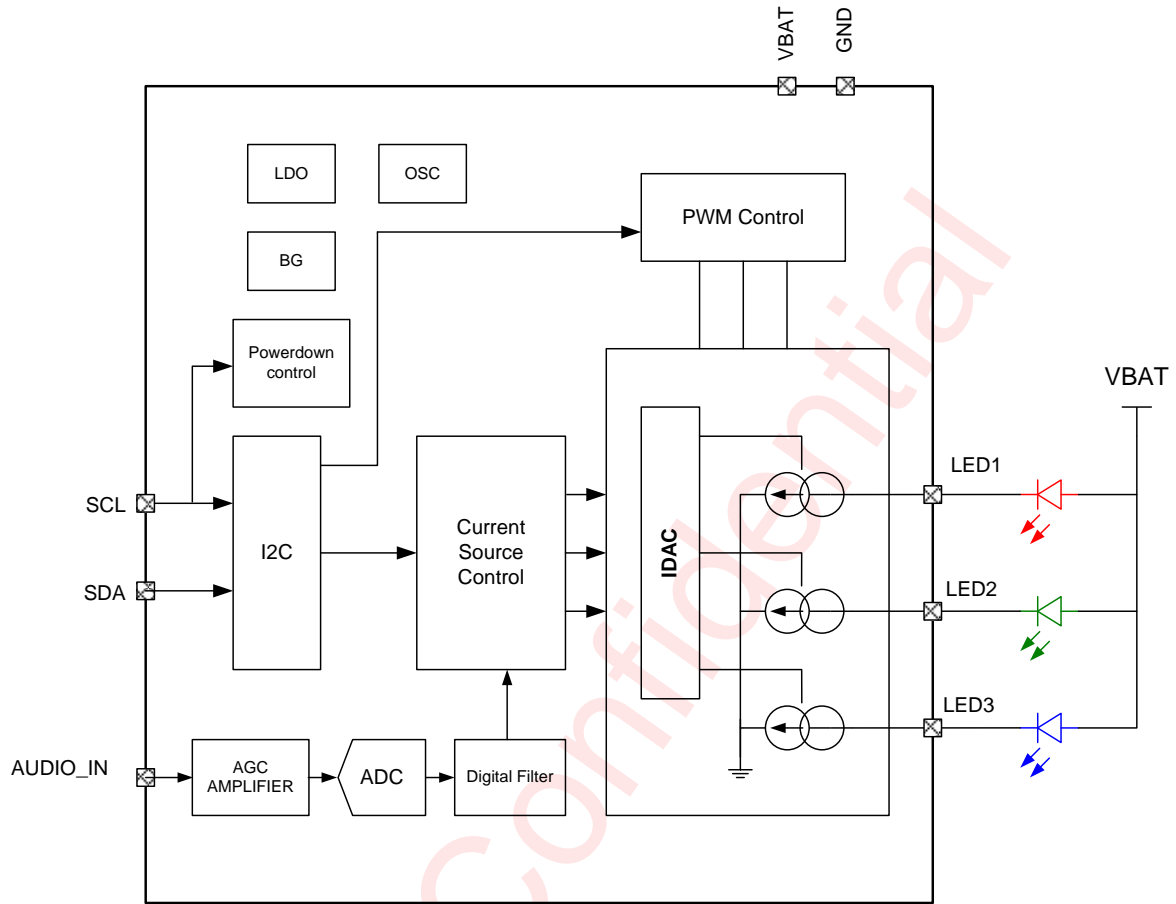 VBAT
GND
LDO
OSC
PWM Control
BG
Powerdown
control
VBAT
SCL
I2C
Current
Source
Control
IDAC
LED1
SDA
LED2
LED3
AUDIO_IN
AGC
AMPLIFIER
ADC
Digital Filter
Confidential